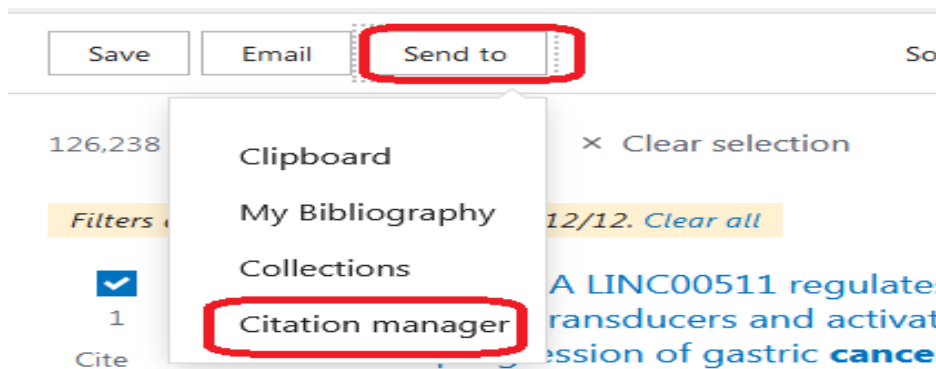 Save Email Send to
126,238 × Clear selection
Clipboard
My Bibliography
Filters 12/12. Clear all
Collections
A LINC00511 regulates
1 Citation manager ransducers and activat
Cite ession of gastric cance